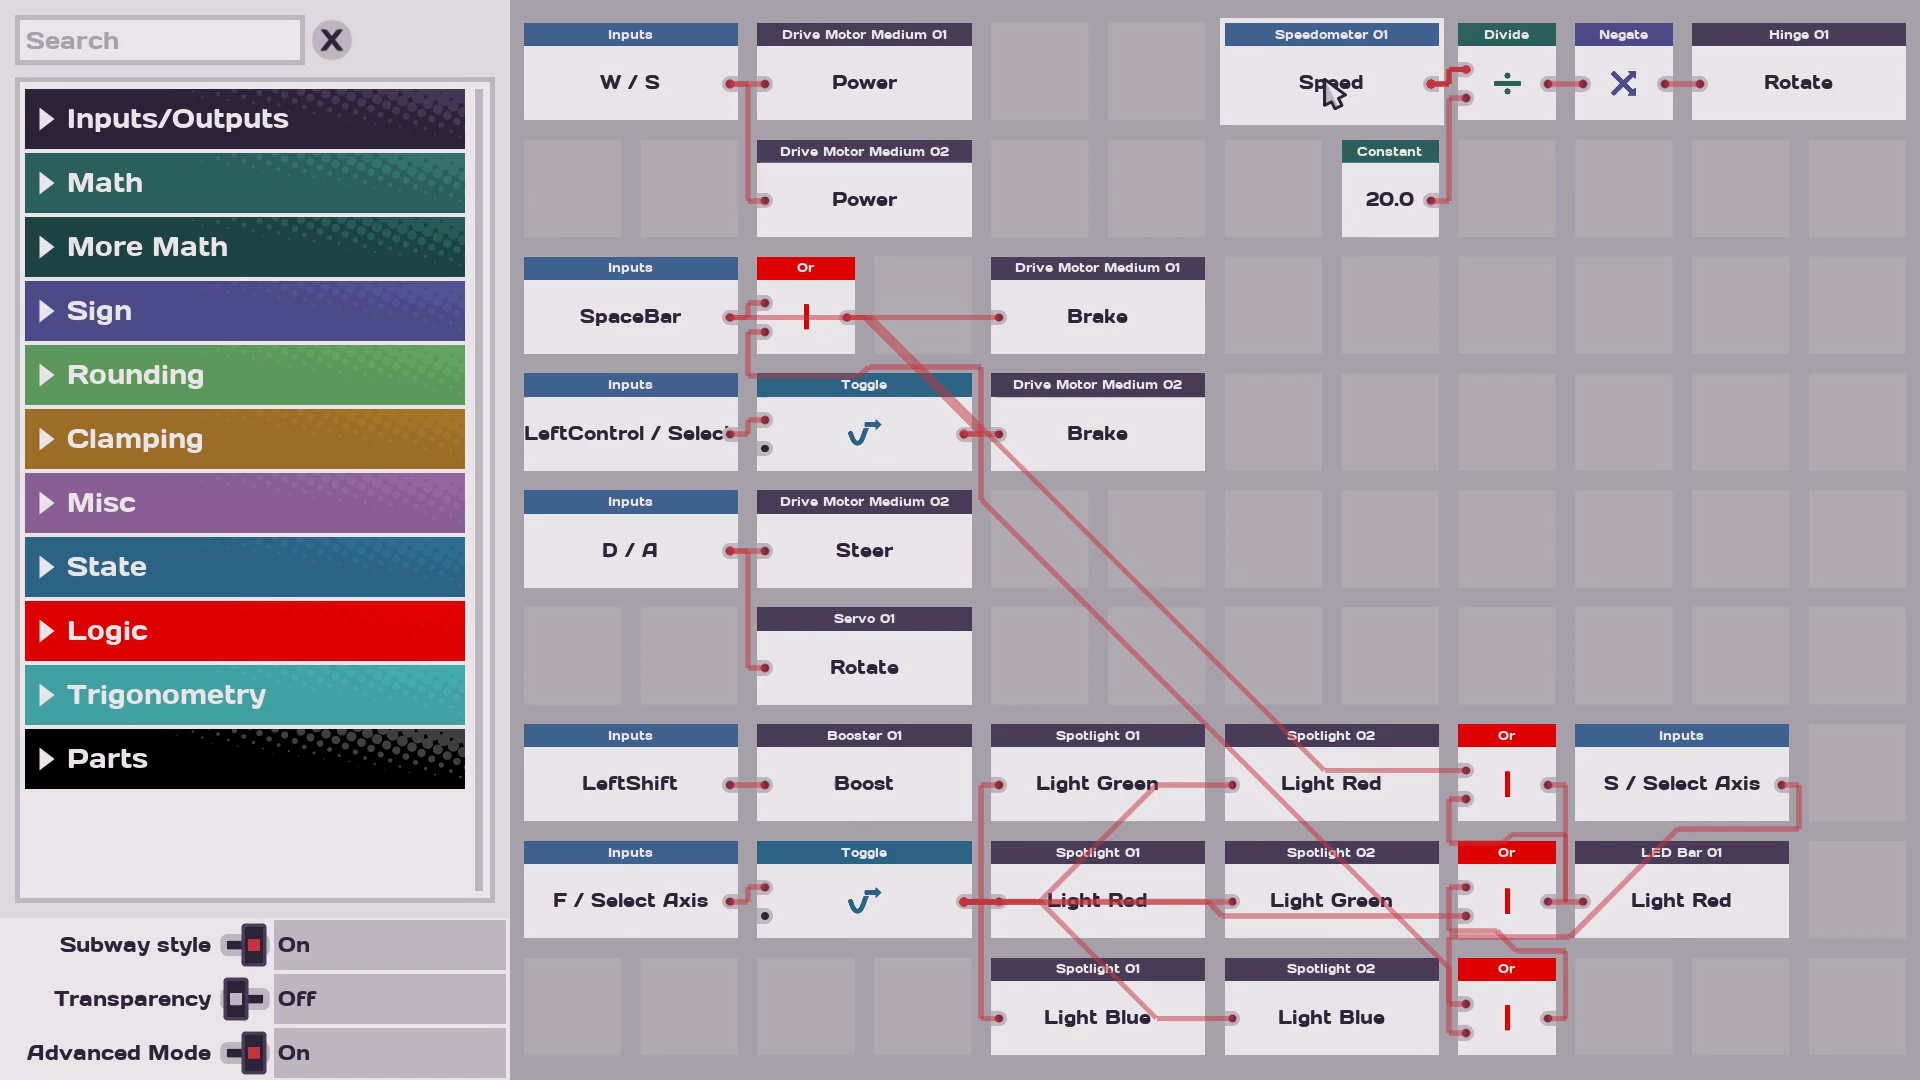 Search
X
Inputs/Outputs
Math
More Math
Sign
Rounding
Clamping
Misc
State
Logic
Trigonometry
Parts
Subway style On
Transparency Off
Advanced Mode On
Inputs
W / S
Drive Motor Medium 01
Power
Speedometer 01
Speed
Divide
Negate
Hinge 01
Rotate
Drive Motor Medium 02
Power
Constant
20.0
Inputs
SpaceBar
Or
Drive Motor Medium 01
Brake
Inputs
LeftControl / Select
Toggle
Drive Motor Medium 02
Brake
Inputs
D / A
Drive Motor Medium 02
Steer
Servo 01
Rotate
Inputs
LeftShift
Booster 01
Boost
Spotlight 01
Light Green
Spotlight 02
Light Red
Or
Inputs
S / Select Axis
Inputs
F / Select Axis
Toggle
Spotlight 01
Light Red
Spotlight 02
Light Green
Or
LED Bar 01
Light Red
Spotlight 01
Light Blue
Spotlight 02
Light Blue
Or